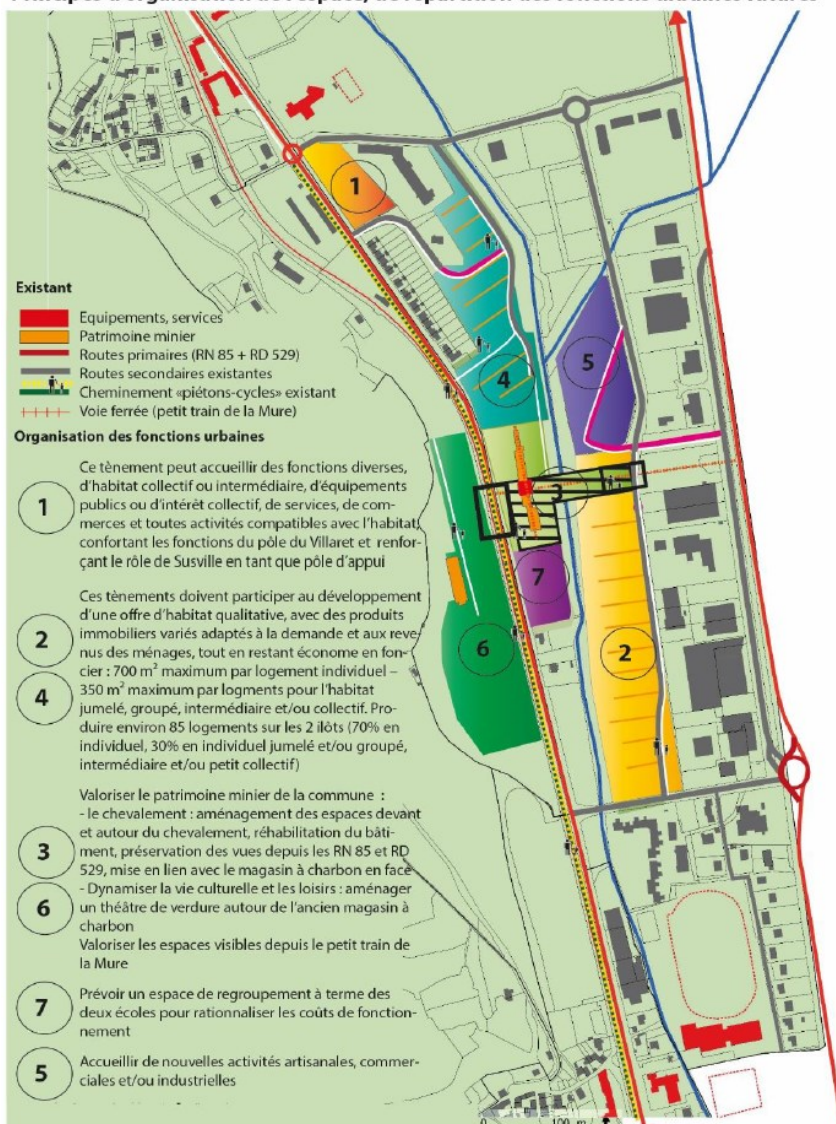 Existant
Equipements, services
Patrimoine minier
Routes primaires (RN 85 + RD 529)
Routes secondaires existantes
Cheminement «piétons-cycles» existant
Voie ferrée (petit train de la Mure)
Organisation des fonctions urbaines
1
Ce tènement peut accueillir des fonctions diverses,
d'habitat collectif ou intermédiaire, d'équipements
publics ou d'intérêt collectif, de services, de com-
merces et toutes activités compatibles avec l'habitat,
confortant les fonctions du pôle du Villaret et renfor-
çant le rôle de Susville en tant que pôle d'appui
2
4
Ces tènements doivent participer au développement
d'une offre d'habitat qualitative, avec des produits
immobiliers variés adaptés à la demande et aux reve-
nus des ménages, tout en restant économe en fon-
cier : 700 m² maximum par logement individuel –
350 m² maximum par logments pour l'habitat
jumelé, groupé, intermédiaire et/ou collectif. Pro-
duire environ 85 logements sur les 2 ilôts (70% en
individuel, 30% en individuel jumelé et/ou groupé,
intermédiaire et/ou petit collectif)
3
6
Valoriser le patrimoine minier de la commune :
- le chevalement : aménagement des espaces devant
et autour du chevalement, réhabilitation du bâti-
ment, préservation des vues depuis les RN 85 et RD
529, mise en lien avec le magasin à charbon en face
- Dynamiser la vie culturelle et les loisirs : aménager
un théâtre de verdure autour de l'ancien magasin à
charbon
Valoriser les espaces visibles depuis le petit train de
la Mure
7
Prévoir un espace de regroupement à terme des
deux écoles pour rationnaliser les coûts de fonction-
nement
5
Accueillir de nouvelles activités artisanales, commer-
ciales et/ou industrielles
1
4
5
3
7
6
2
0 100 m